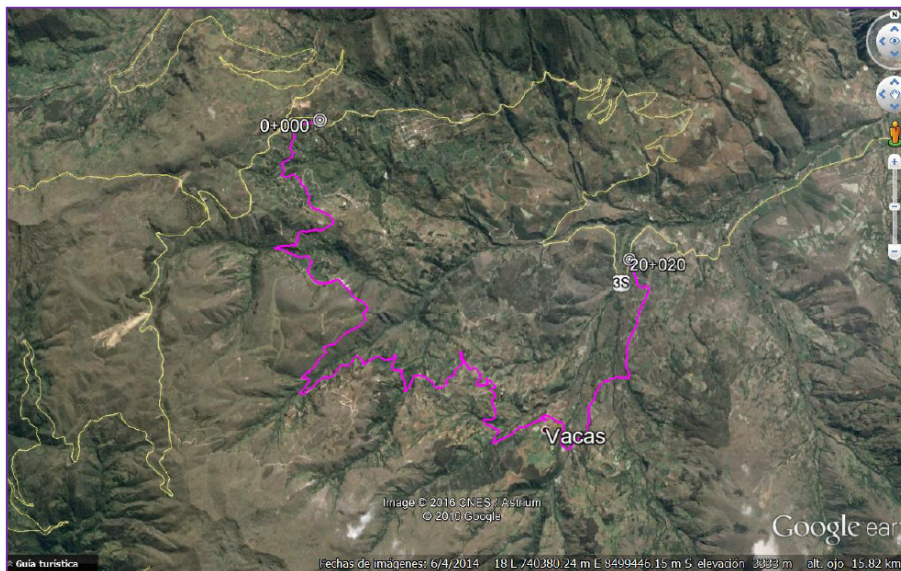 N
0+000
20+020
3S
Vacas
Image © 2016 CNES / Astrium
© 2016 Google
Google eart
Guía turística
Fechas de imágenes: 6/4/2014 18 L 740380.24 m E 8499446.15 m S elevación 3333 m alt. ojo 15.82 km